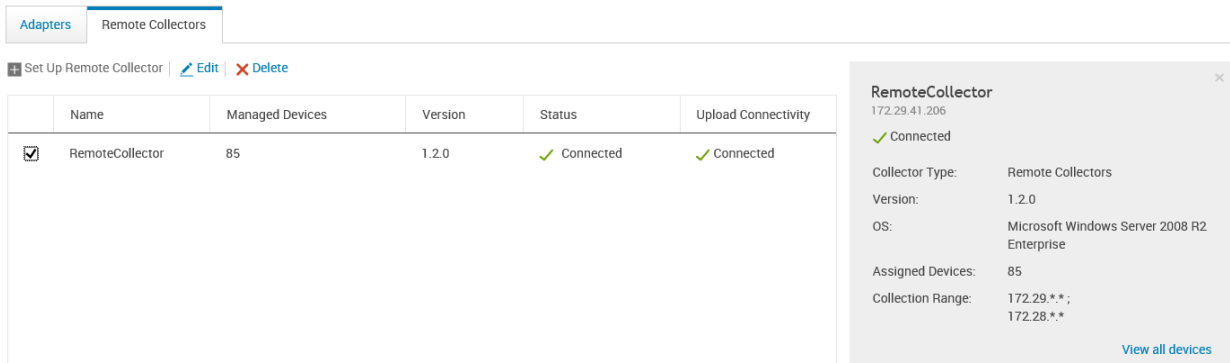 Adapters
Remote Collectors
Set Up Remote Collector
Edit
Delete
Name
Managed Devices
Version
Status
Upload Connectivity
RemoteCollector
85
1.2.0
Connected
Connected
RemoteCollector
172.29.41.206
Connected
Collector Type: Remote Collectors
Version: 1.2.0
OS: Microsoft Windows Server 2008 R2
Enterprise
Assigned Devices: 85
Collection Range: 172.29.*.* ;
172.28.*.*
View all devices